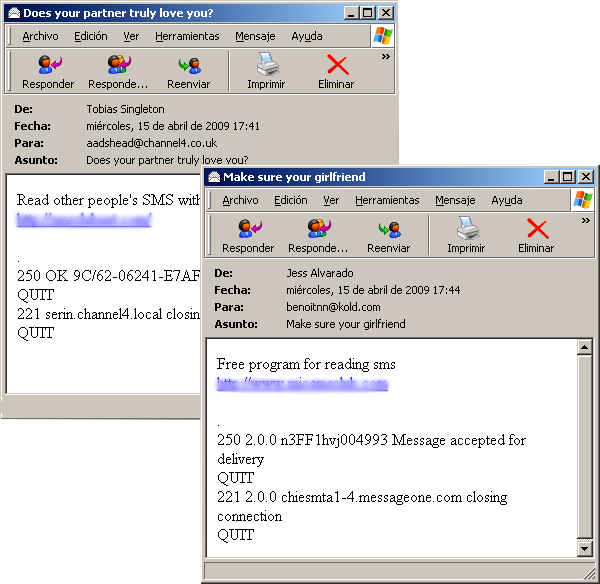 Does your partner truly love you?
Archivo Edición Ver Herramientas Mensaje Ayuda
Responder Responde... Reenviar Imprimir Eliminar »
De: Tobias Singleton
Fecha: miércoles, 15 de abril de 2009 17:41
Para: aadshead@channel4.co.uk
Asunto: Does your partner truly love you?
Read other people's SMS with
.
250 OK 9C/62-06241-E7AF
QUIT
221 serin.channel4.local closin
QUIT
Make sure your girlfriend
Archivo Edición Ver Herramientas Mensaje Ayuda
Responder Responde... Reenviar Imprimir Eliminar »
De: Jess Alvarado
Fecha: miércoles, 15 de abril de 2009 17:44
Para: benoitnn@kold.com
Asunto: Make sure your girlfriend
Free program for reading sms
.
250 2.0.0 n3FF1hvj004993 Message accepted for
delivery
QUIT
221 2.0.0 chiesmta1-4.messageone.com closing
connection
QUIT